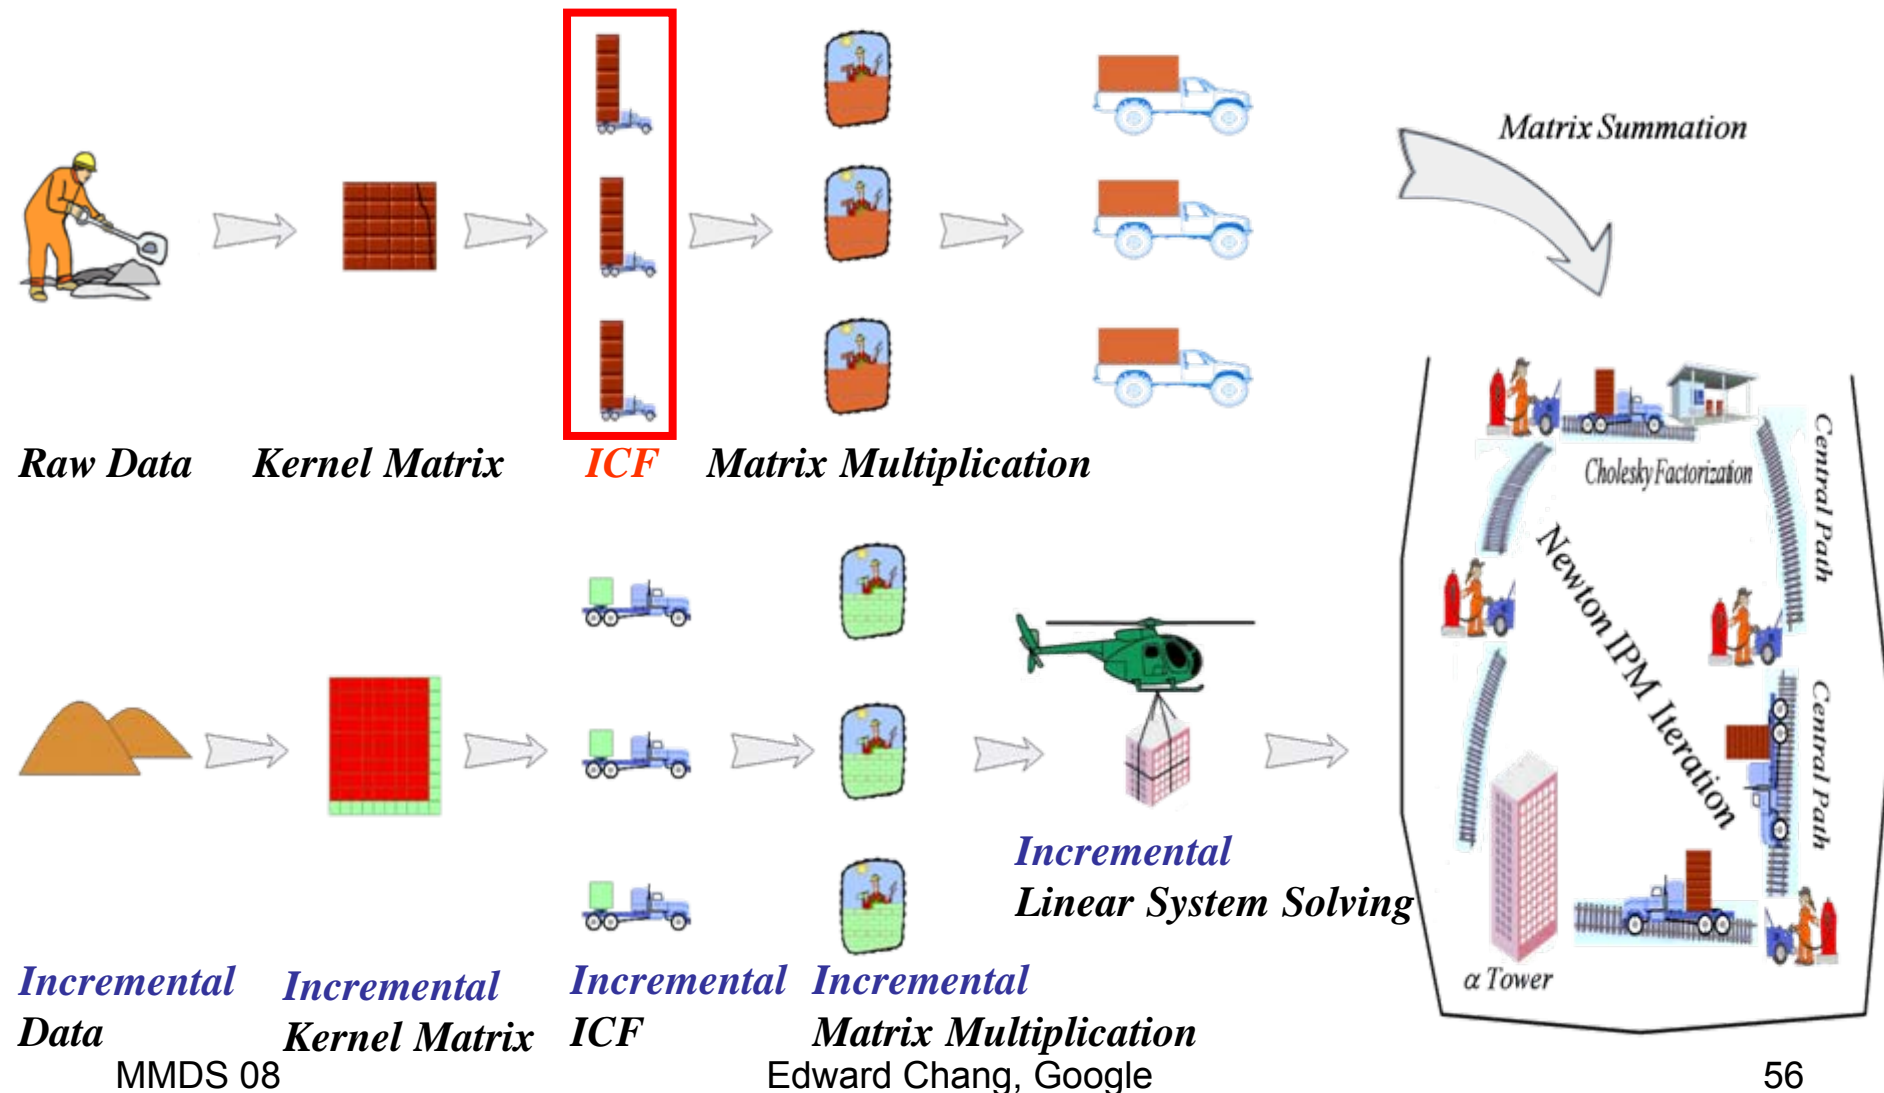 Matrix Summation
Raw Data
Kernel Matrix
ICF
Matrix Multiplication
Cholesky Factorization
Central Path
Newton IPM Iteration
Central Path
α Tower
Incremental
Linear System Solving
Incremental
Data
Incremental
Kernel Matrix
Incremental
ICF
Incremental
Matrix Multiplication
MMDS 08
Edward Chang, Google
56